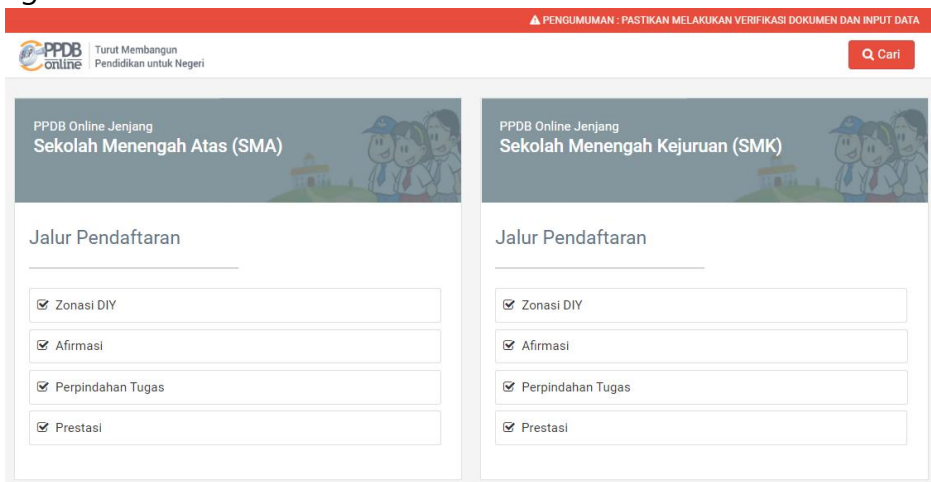 PENGUMUMAN : PASTIKAN MELAKUKAN VERIFIKASI DOKUMEN DAN INPUT DATA
PPDB online
Turut Membangun
Pendidikan untuk Negeri
Cari
PPDB Online Jenjang
Sekolah Menengah Atas (SMA)
Jalur Pendaftaran
Zonasi DIY
Afirmasi
Perpindahan Tugas
Prestasi
PPDB Online Jenjang
Sekolah Menengah Kejuruan (SMK)
Jalur Pendaftaran
Zonasi DIY
Afirmasi
Perpindahan Tugas
Prestasi